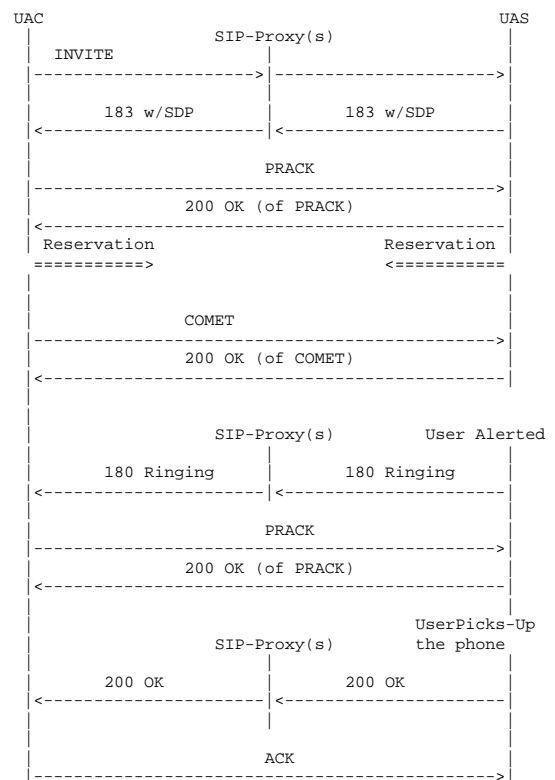 UAC UAS
SIP-Proxy(s)
INVITE
183 w/SDP 183 w/SDP
PRACK
200 OK (of PRACK)
Reservation Reservation
COMET
200 OK (of COMET)
SIP-Proxy(s) User Alerted
180 Ringing 180 Ringing
PRACK
200 OK (of PRACK)
UserPicks-Up
SIP-Proxy(s) the phone
200 OK 200 OK
ACK